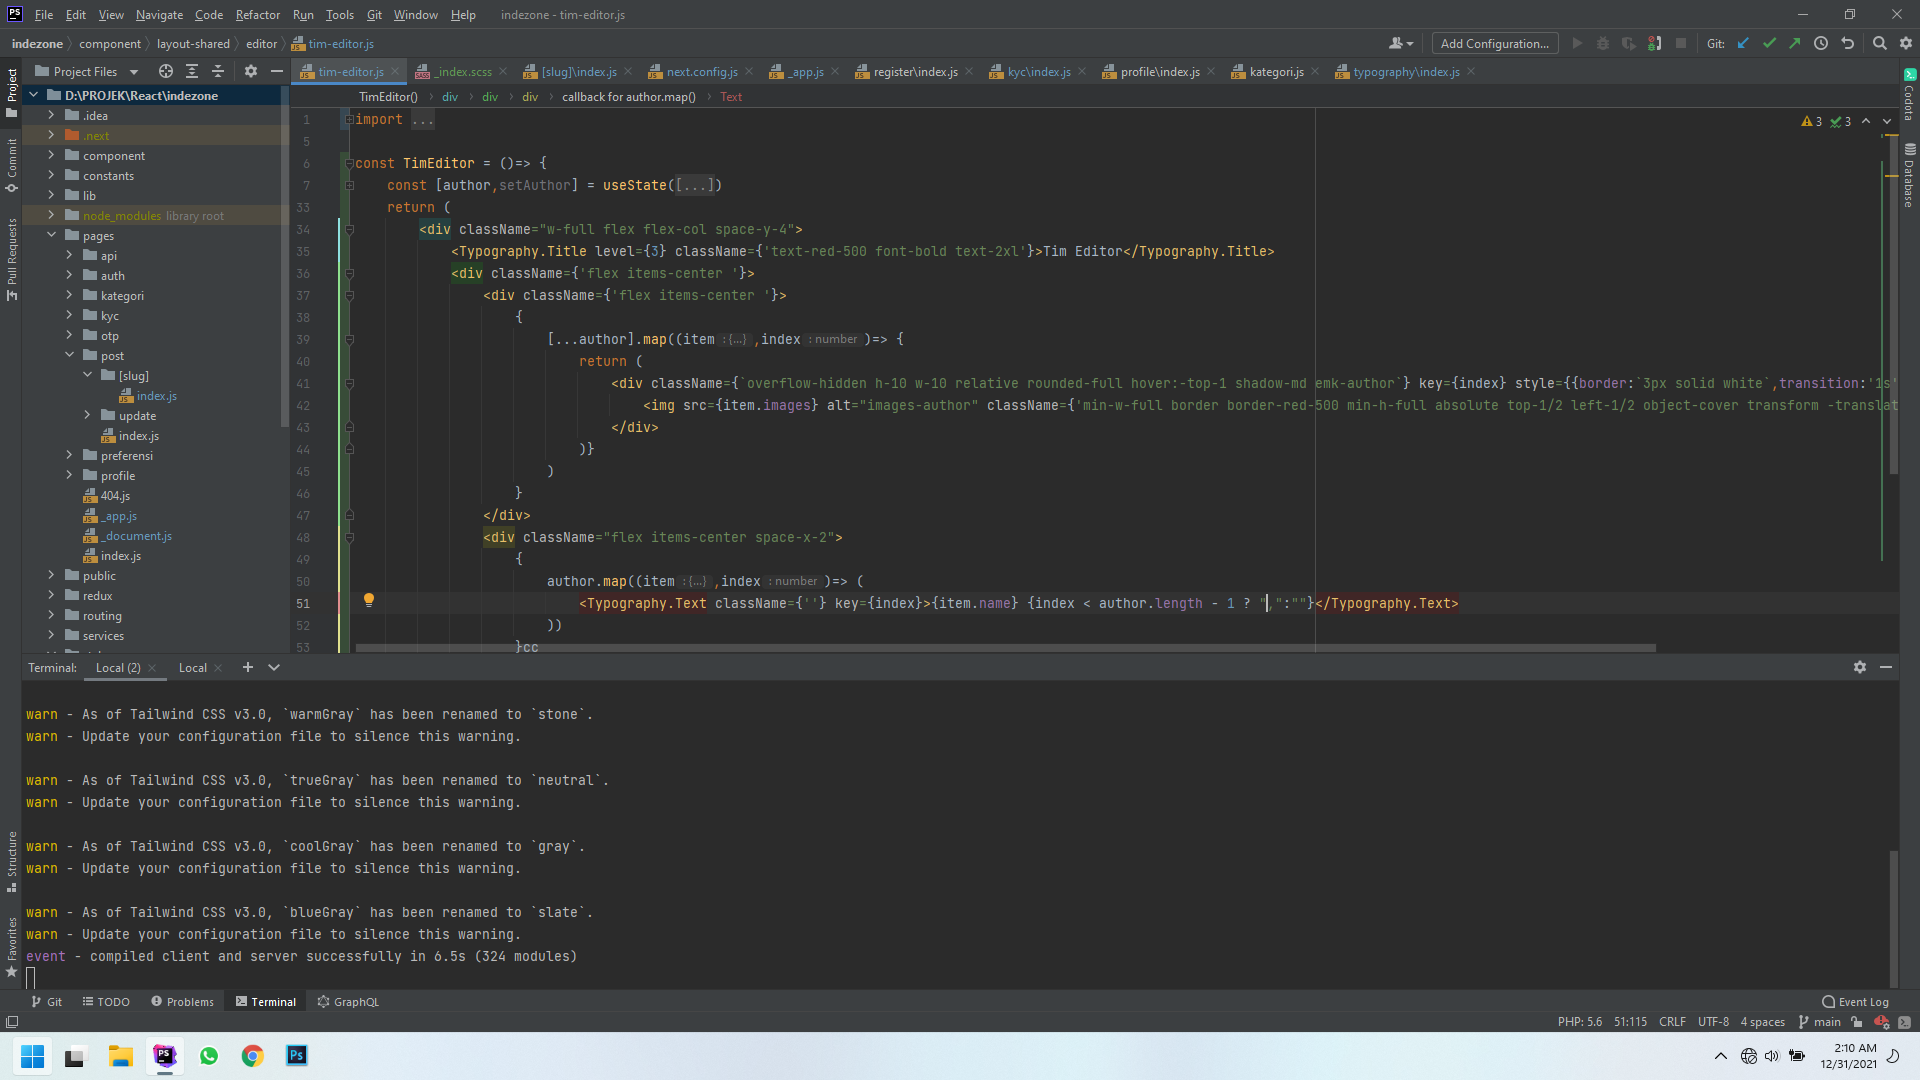 File Edit View Navigate Code Refactor Run Tools Git Window Help indezone - tim-editor.js
indezone component layout-shared editor tim-editor.js Add Configuration... Git:
Project Files
tim-editor.js _index.scss [slug]\index.js next.config.js _app.js register\index.js kyc\index.js profile\index.js kategori.js typography\index.js
TimEditor() div div div callback for author.map() Text
Project
Commit
Pull Requests
Structure
Favorites
Codota
Database
D:\PROJEK\React\indezone
.idea
.next
component
constants
lib
node_modules library root
pages
api
auth
kategori
kyc
otp
post
[slug]
index.js
update
index.js
preferensi
profile
404.js
_app.js
_document.js
index.js
public
redux
routing
services
3 3
1 import ...
5
6 const TimEditor = ()=> {
7 const [author,setAuthor] = useState([...])
33 return (
34 <div className="w-full flex flex-col space-y-4">
35 <Typography.Title level={3} className={'text-red-500 font-bold text-2xl'}>Tim Editor</Typography.Title>
36 <div className={'flex items-center '}>
37 <div className={'flex items-center '}>
38 {
39 [...author].map((item :{...} ,index :number )=> {
40 return (
41 <div className={`overflow-hidden h-10 w-10 relative rounded-full hover:-top-1 shadow-md emk-author`} key={index} style={{border:`3px solid white`,transition:'1s'
42 <img src={item.images} alt="images-author" className={'min-w-full border border-red-500 min-h-full absolute top-1/2 left-1/2 object-cover transform -translat
43 </div>
44 )}
45 )
46 }
47 </div>
48 <div className="flex items-center space-x-2">
49 {
50 author.map((item :{...} ,index :number )=> (
51 <Typography.Text className={''} key={index}>{item.name} {index < author.length - 1 ? ",":""}</Typography.Text>
52 ))
53 }cc
Terminal: Local (2) Local
warn - As of Tailwind CSS v3.0, `warmGray` has been renamed to `stone`.
warn - Update your configuration file to silence this warning.
warn - As of Tailwind CSS v3.0, `trueGray` has been renamed to `neutral`.
warn - Update your configuration file to silence this warning.
warn - As of Tailwind CSS v3.0, `coolGray` has been renamed to `gray`.
warn - Update your configuration file to silence this warning.
warn - As of Tailwind CSS v3.0, `blueGray` has been renamed to `slate`.
warn - Update your configuration file to silence this warning.
event - compiled client and server successfully in 6.5s (324 modules)
Git TODO Problems Terminal GraphQL Event Log
PHP: 5.6 51:115 CRLF UTF-8 4 spaces main
2:10 AM
12/31/2021